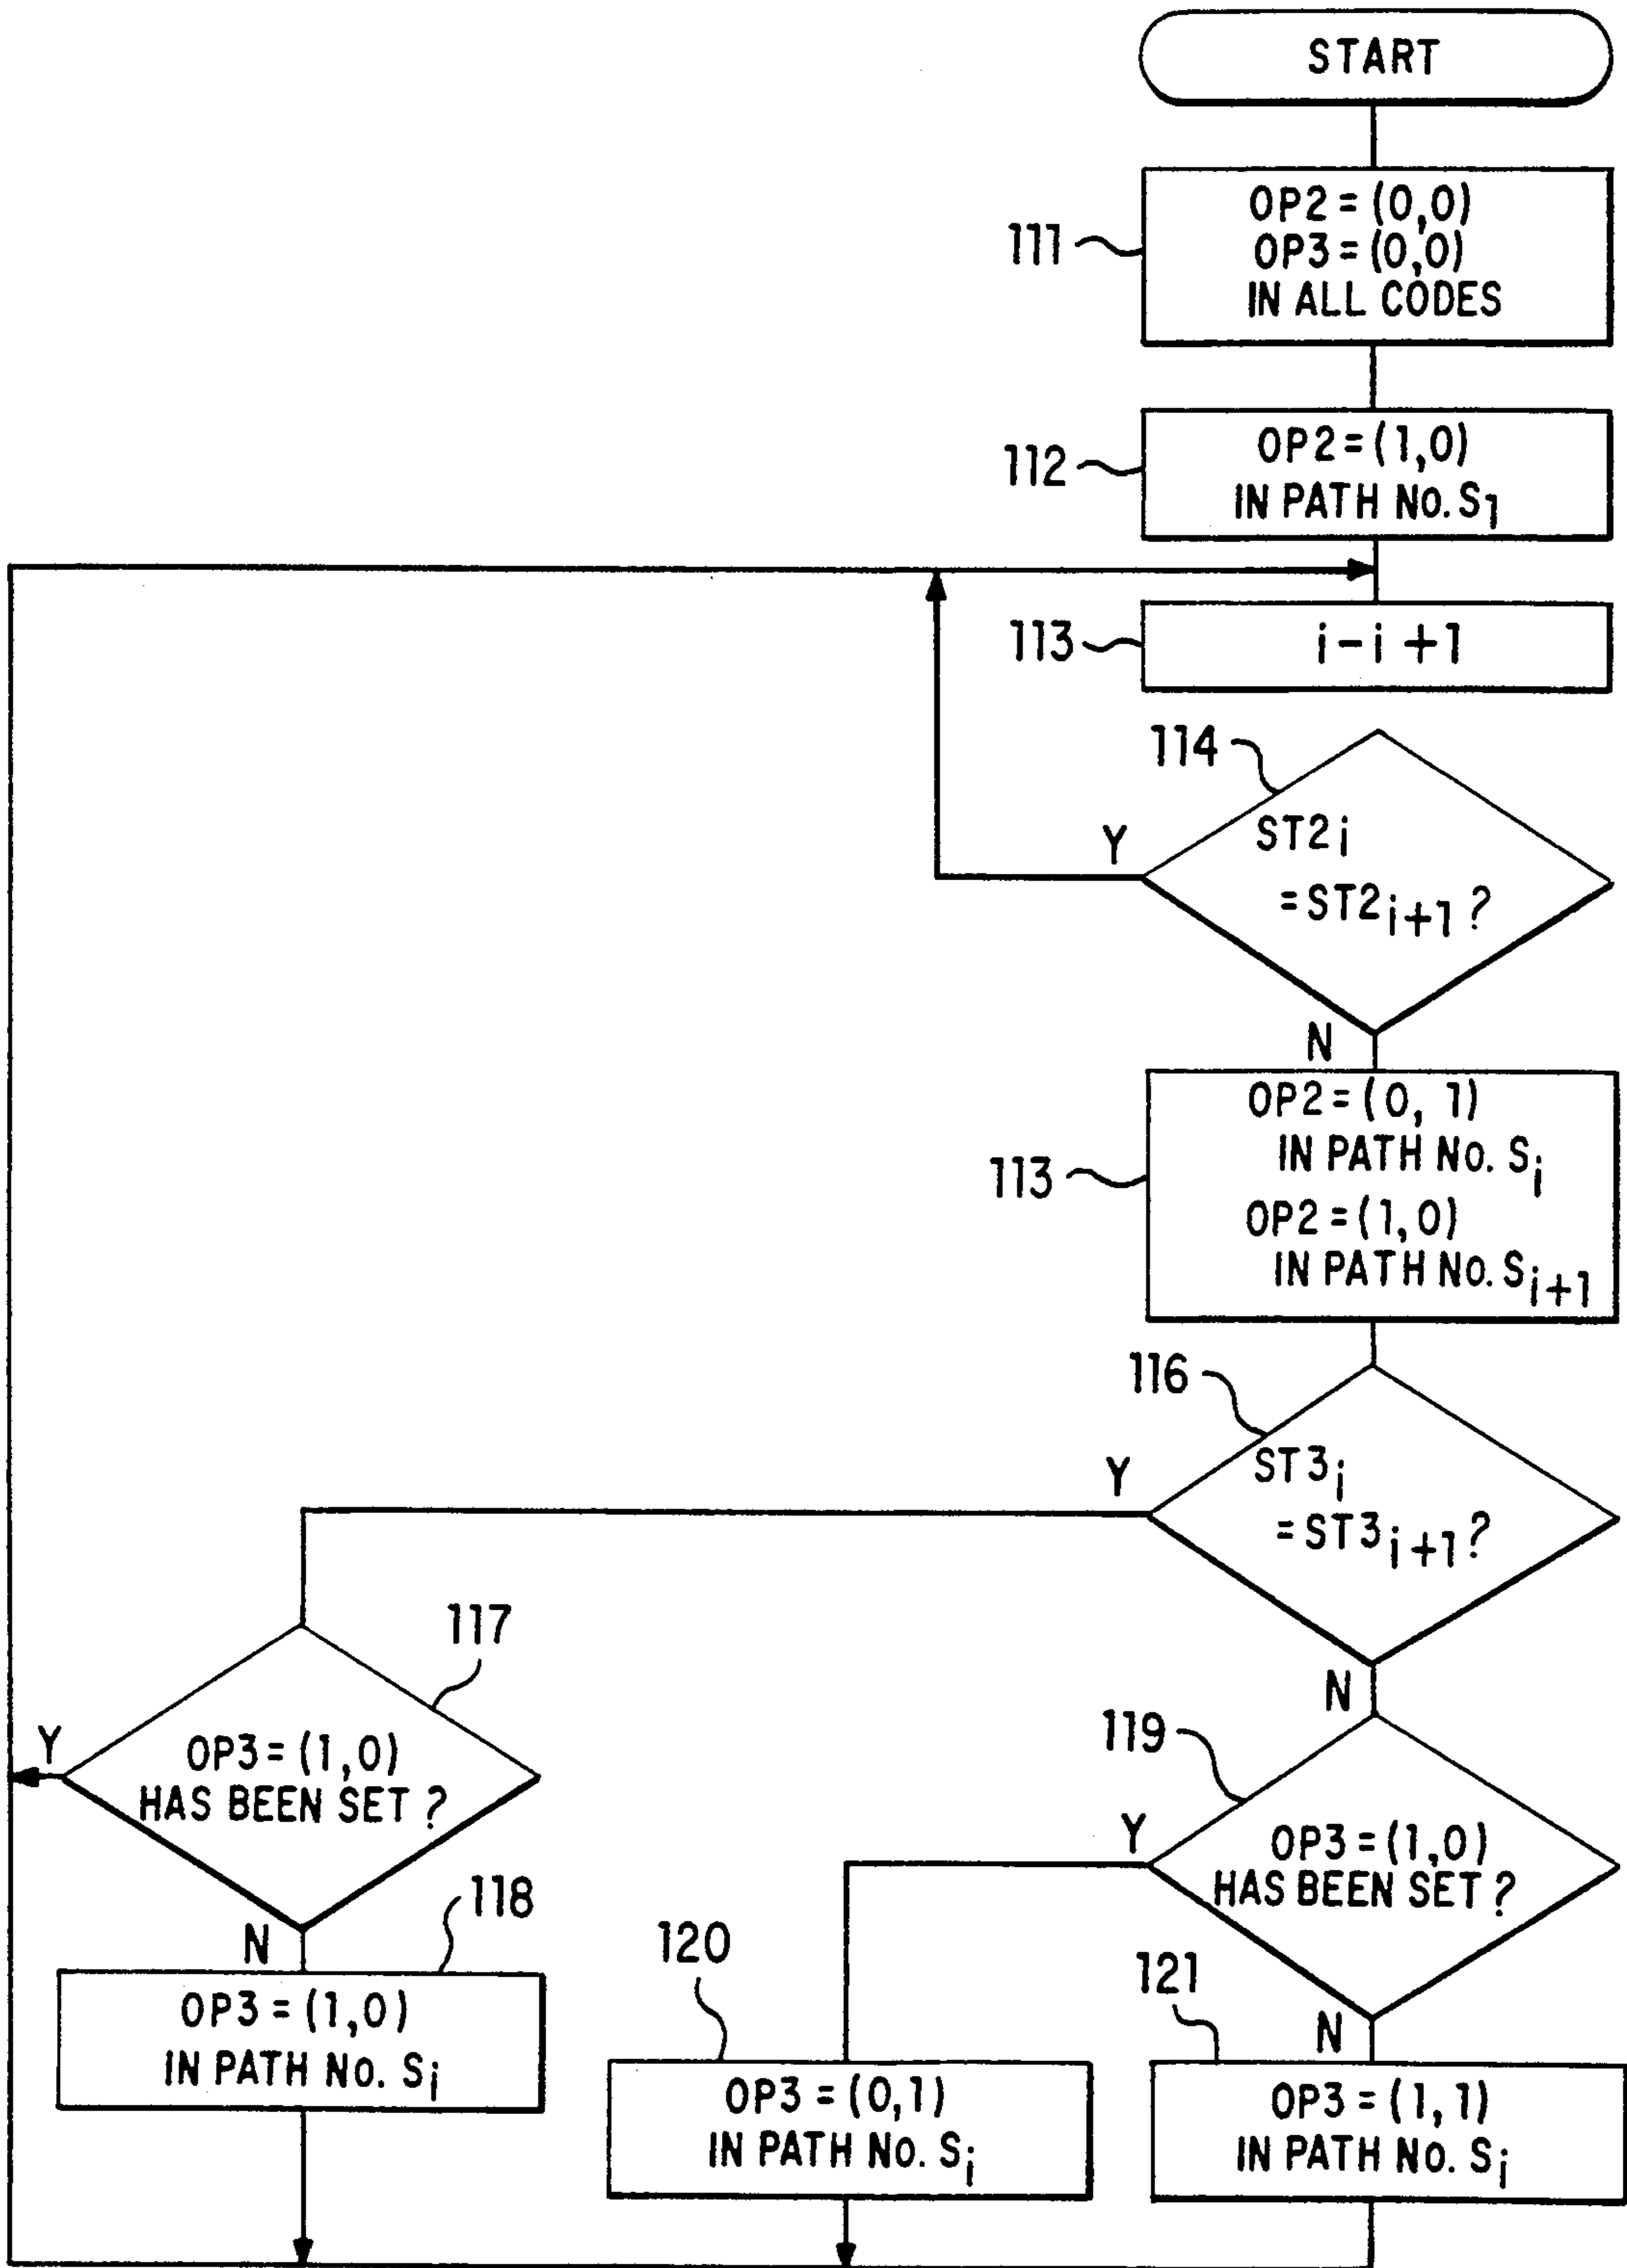 START
111
OP2=(0,0)
OP3=(0,0)
IN ALL CODES
112
OP2=(1,0)
IN PATH No. S1
113
i-i+1
114
Y
ST2i
=ST2i+1?
N
113
OP2=(0,1)
IN PATH No. Si
OP2=(1,0)
IN PATH No. Si+1
116
Y
ST3i
=ST3i+1?
N
117
Y
OP3=(1,0)
HAS BEEN SET?
N
118
OP3=(1,0)
IN PATH No. Si
119
Y
OP3=(1,0)
HAS BEEN SET?
N
120
OP3=(0,1)
IN PATH No. Si
121
OP3=(1,1)
IN PATH No. Si